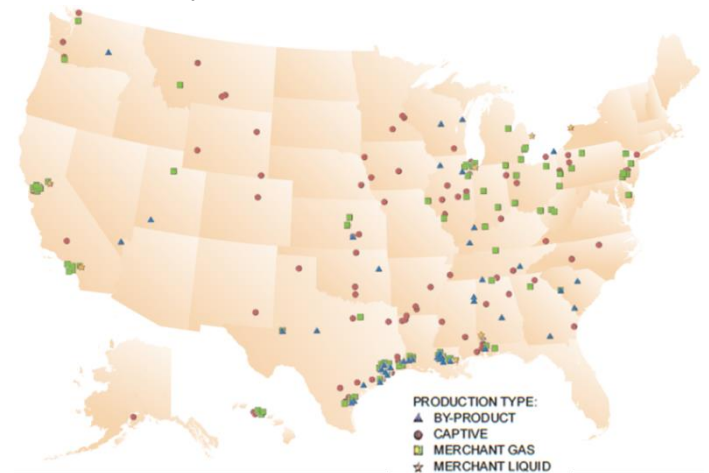 PRODUCTION TYPE:
BY-PRODUCT
CAPTIVE
MERCHANT GAS
MERCHANT LIQUID